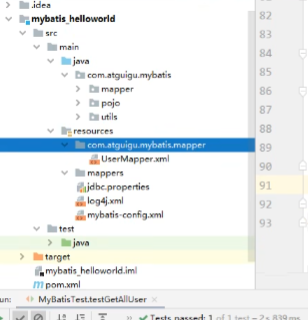 .idea
82
mybatis_helloworld
83
src
84
main
85
java
86
com.atguigu.mybatis
mapper
87
pojo
88
utils
resources
89
com.atguigu.mybatis.mapper
90
UserMapper.xml
mappers
91
jdbc.properties
92
log4j.xml
93
mybatis-config.xml
test
java
target
mybatis_helloworld.iml
pom.xml
un:
MyBatisTest.testGetAllUser ×
Tests passed: 1 of 1 test – 2 s 839 ms